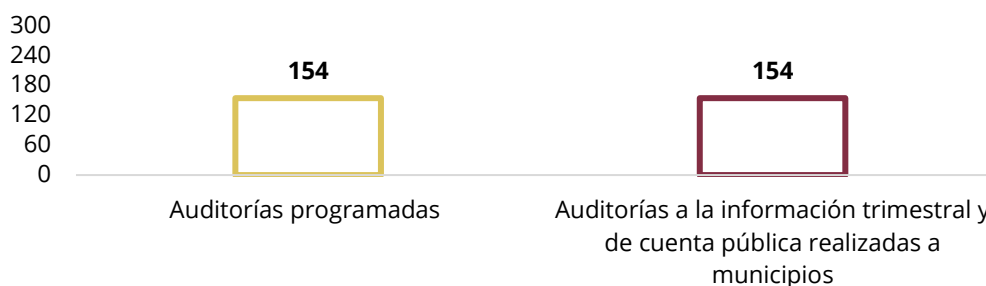 300
240
180
120
60
0
154
154
Auditorías programadas
Auditorías a la información trimestral y
de cuenta pública realizadas a
municipios